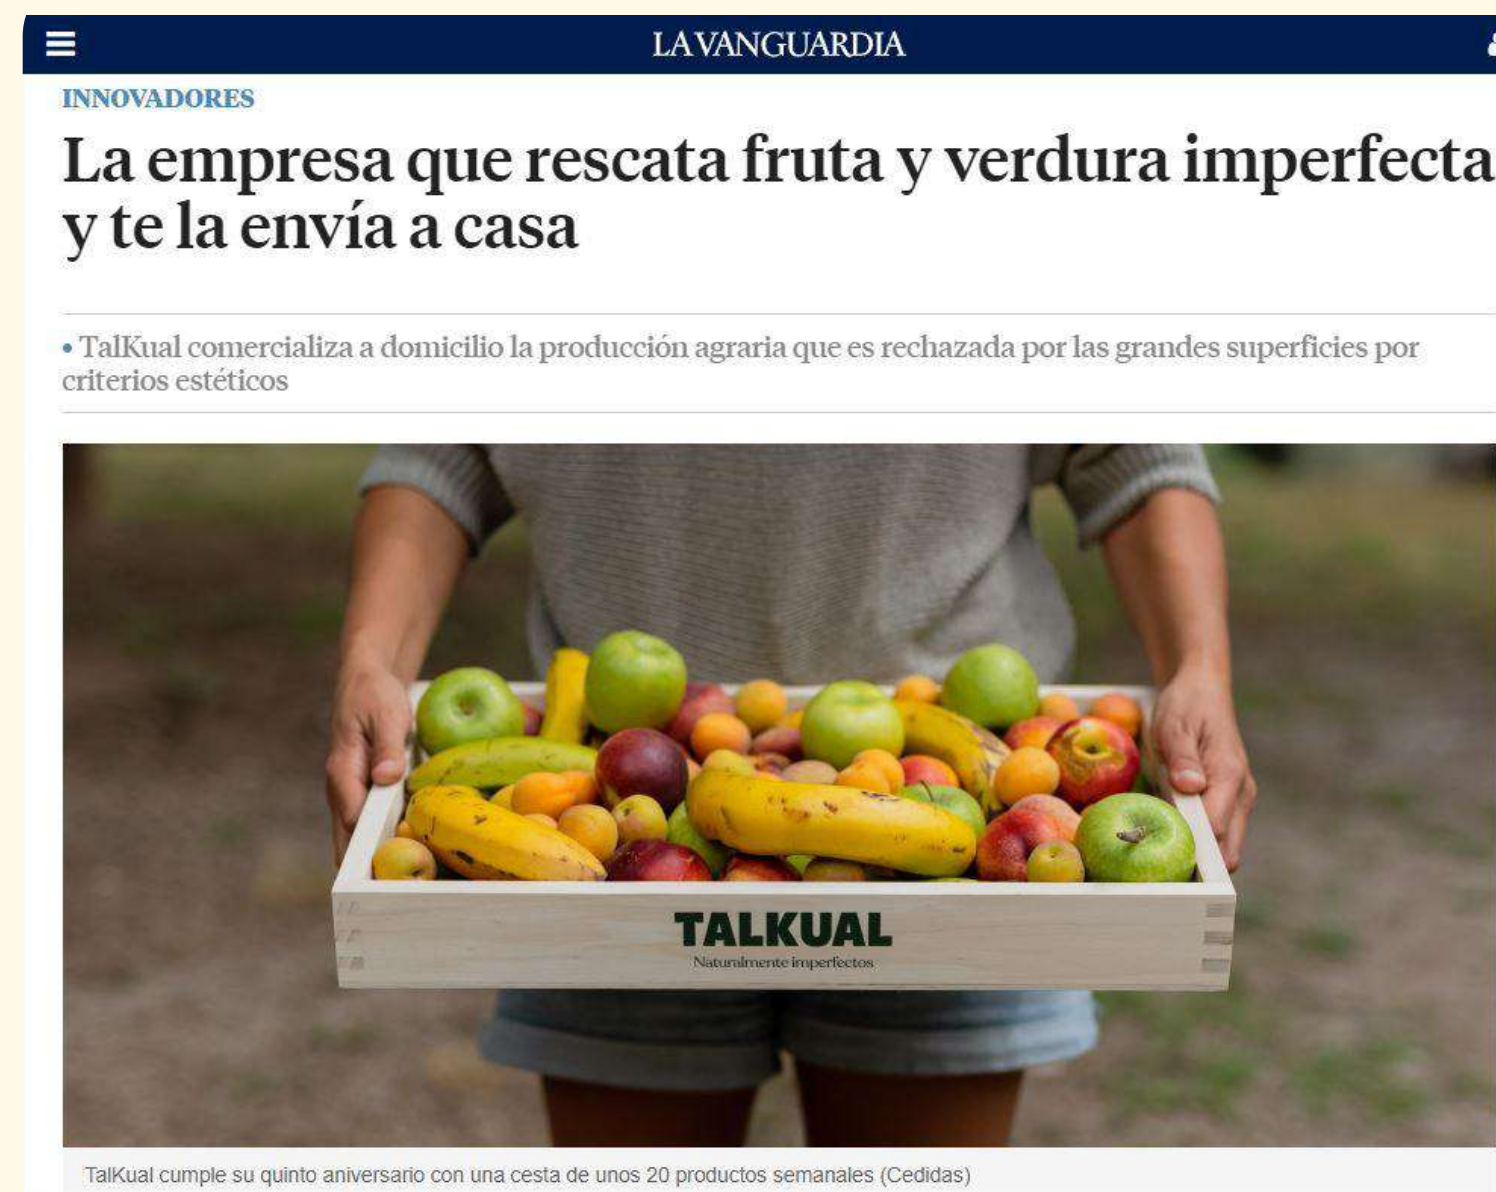 LA VANGUARDIA
INNOVADORES
La empresa que rescata fruta y verdura imperfecta
y te la envía a casa
• TalKual comercializa a domicilio la producción agraria que es rechazada por las grandes superficies por
criterios estéticos
TALKUAL
Naturalmente imperfectos
TalKual cumple su quinto aniversario con una cesta de unos 20 productos semanales (Cedidas)